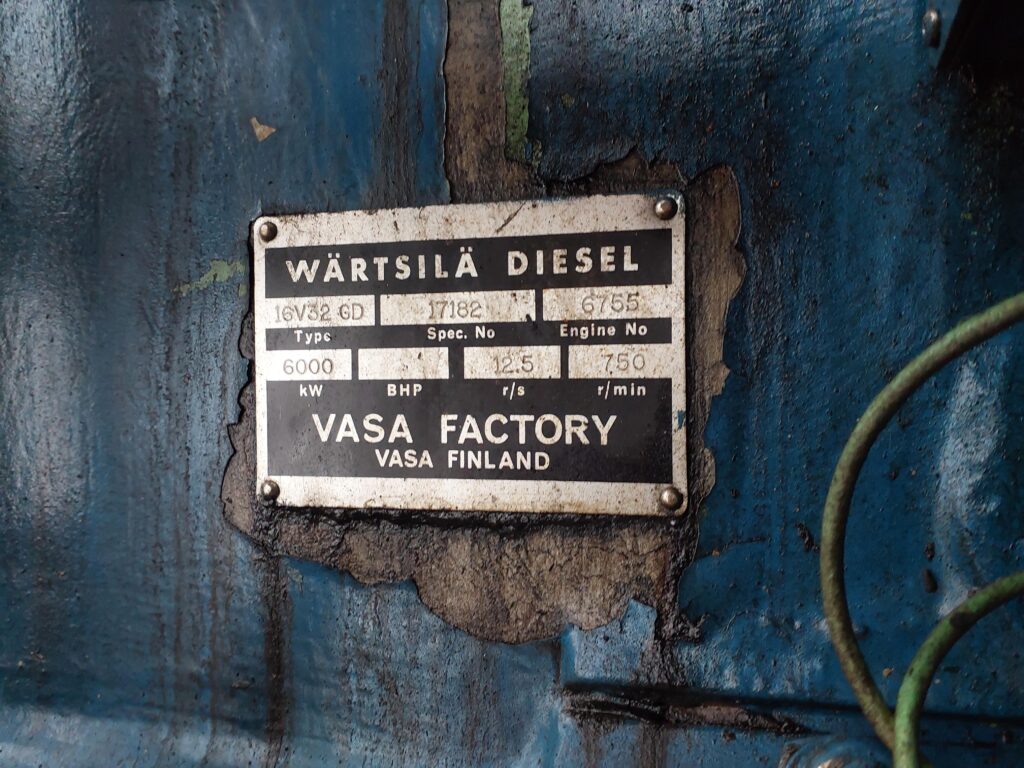 WÄRTSILÄ DIESEL
16V32 GD 17182 6755
Type Spec. No Engine No
6000 12.5 750
kW BHP r/s r/min
VASA FACTORY
VASA FINLAND